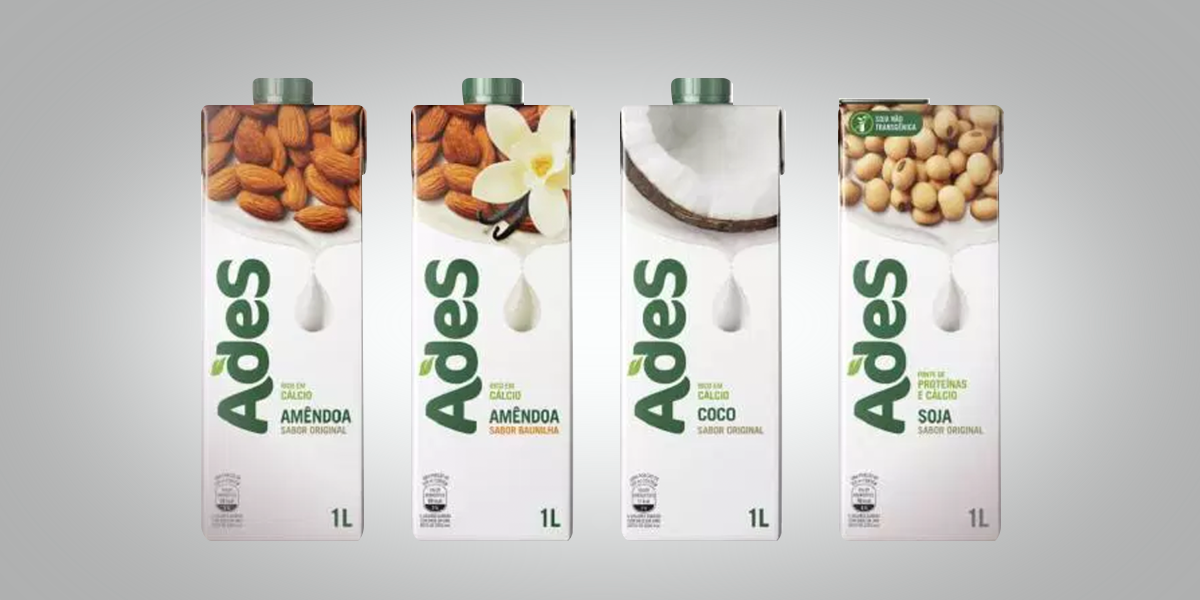 Ades
RICO EM
CÁLCIO
AMÊNDOA
SABOR ORIGINAL
1L
Ades
RICO EM
CÁLCIO
AMÊNDOA
SABOR BAUNILHA
1L
Ades
RICO EM
CÁLCIO
COCO
SABOR ORIGINAL
1L
SOJA NÃO
TRANSGÊNICA
Ades
FONTE DE
PROTEÍNAS
E CÁLCIO
SOJA
SABOR ORIGINAL
1L